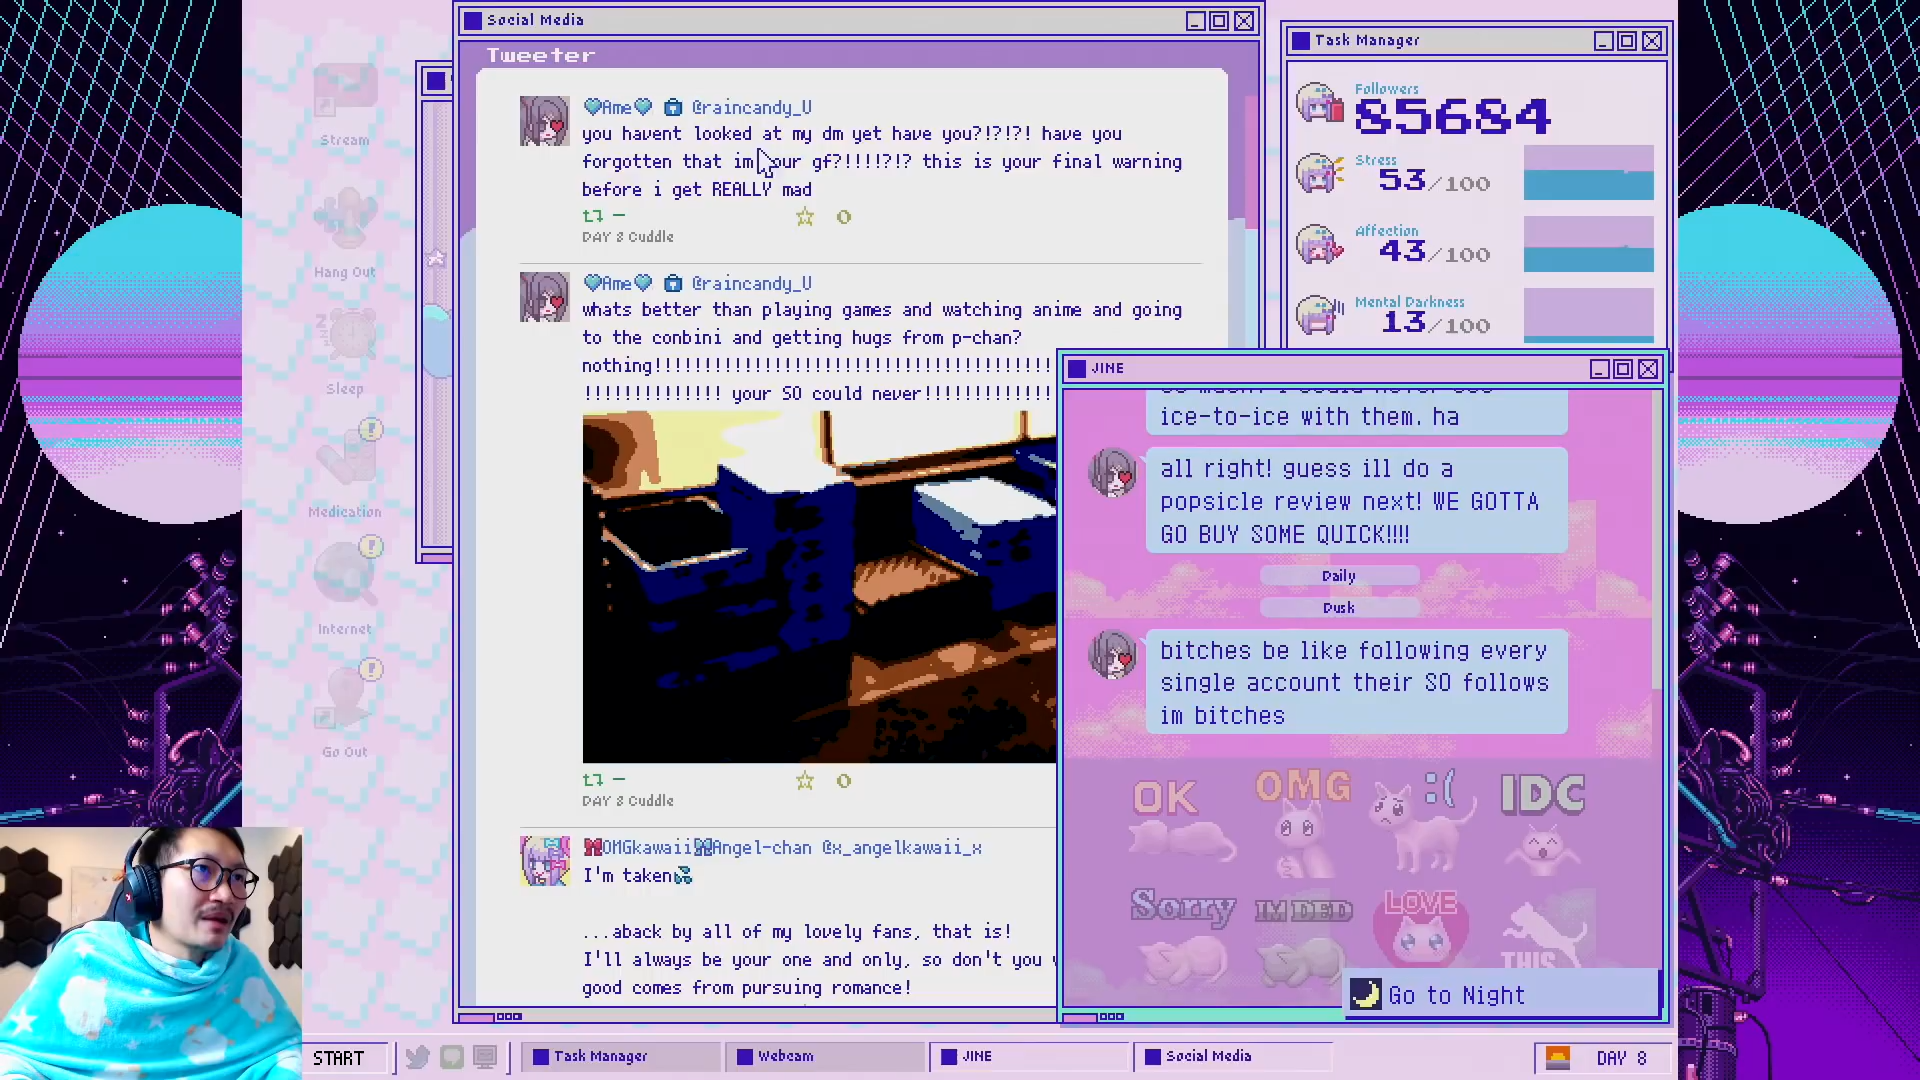 Social Media
Tweeter
Ame @raincandy_U
you havent looked at my dm yet have you?!?!?! have you
forgotten that im your gf?!!!!?!? this is your final warning
before i get REALLY mad
0
DAY 8 Cuddle
Ame @raincandy_U
whats better than playing games and watching anime and going
to the conbini and getting hugs from p-chan?
DAY 8 Cuddle
0
OMGkawaii Angel-chan @x_angelkawaii_x
I'm taken
...aback by all of my lovely fans, that is!
I'll always be your one and only, so don't you
good comes from pursuing romance!
Task Manager
Followers
85684
Stress
53/100
Affection
43/100
Mental Darkness
13/100
JINE
ice-to-ice with them. ha
all right! guess ill do a
popsicle review next! WE GOTTA
GO BUY SOME QUICK!!!!
Daily
Dusk
bitches be like following every
single account their SO follows
im bitches
OK
OMG
:(
IDC
Sorry
IM DED
LOVE
THIS
Go to Night
Stream
Hang Out
Sleep
Medication
Internet
Go Out
START
Task Manager
Webcam
JINE
Social Media
DAY 8